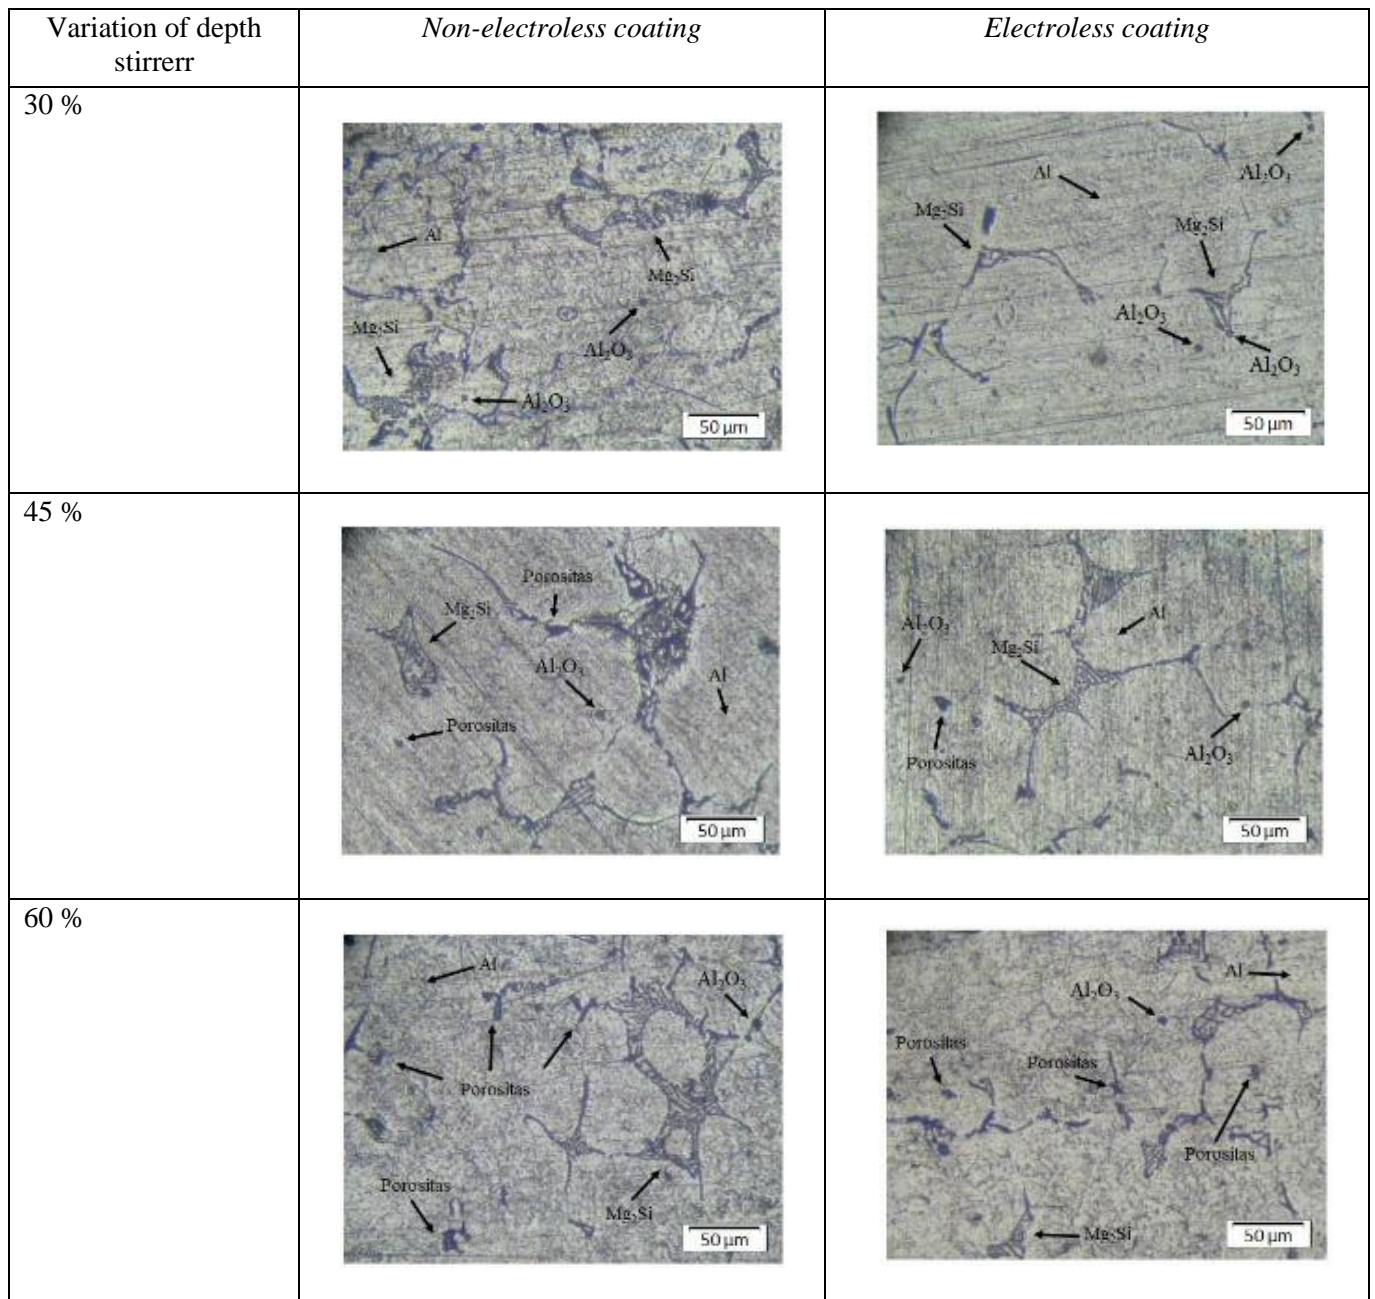 Variation of depth
stirrerr
Non-electroless coating
Electroless coating
30 %
Al
Mg₂Si
Mg₂Si
Al₂O₃
Al₂O₃
50 µm
Al₂O₃
Al
Mg₂Si
Mg₂Si
Al₂O₃
Al₂O₃
50 µm
45 %
Porositas
Mg₂Si
Al₂O₃
Al
Porositas
50 µm
Al
Al₂O₃
Mg₂Si
Al₂O₃
Porositas
50 µm
60 %
Al
Al₂O₃
Porositas
Porositas
Mg₂Si
50 µm
Al
Al₂O₃
Porositas
Porositas
Porositas
Mg₂Si
50 µm